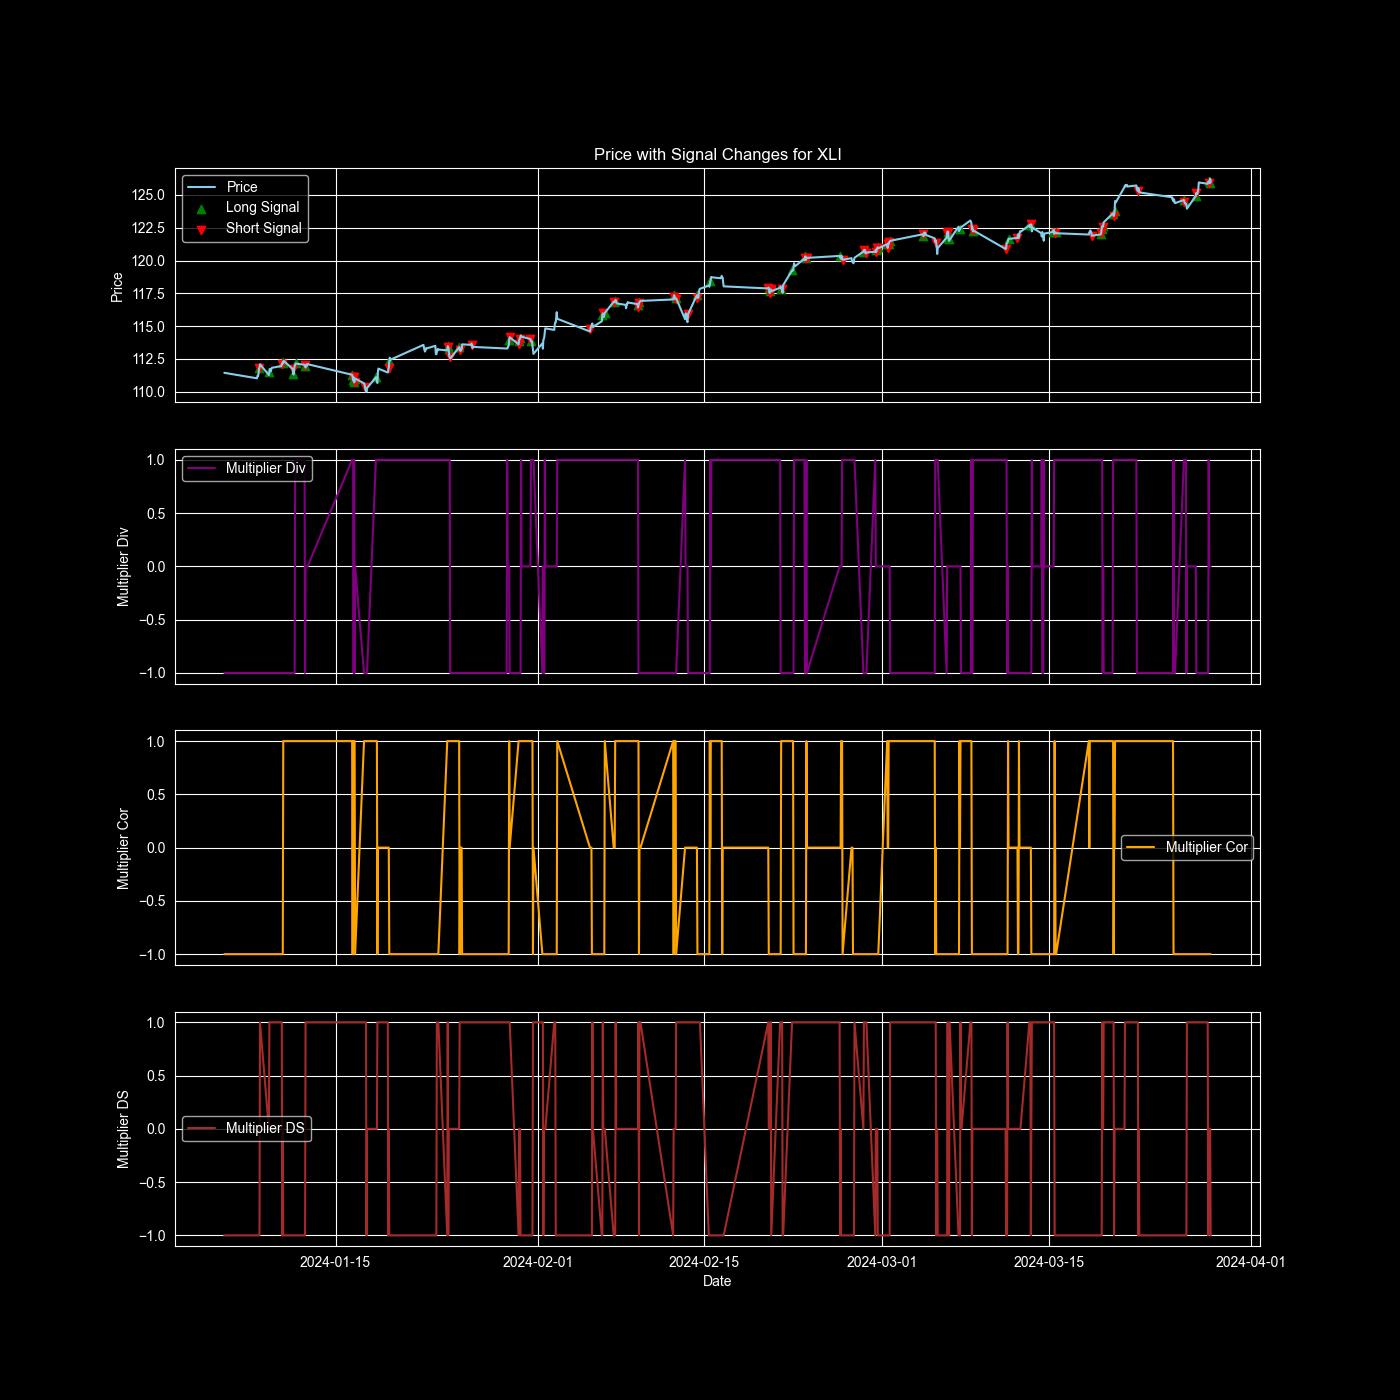 Price with Signal Changes for XLI
Price
125.0
122.5
120.0
117.5
115.0
112.5
110.0
Price
Long Signal
Short Signal
Multiplier Div
1.0
0.5
0.0
−0.5
−1.0
Multiplier Div
Multiplier Cor
1.0
0.5
0.0
−0.5
−1.0
Multiplier Cor
Multiplier DS
1.0
0.5
0.0
−0.5
−1.0
Multiplier DS
2024-01-15 2024-02-01 2024-02-15 2024-03-01 2024-03-15 2024-04-01
Date